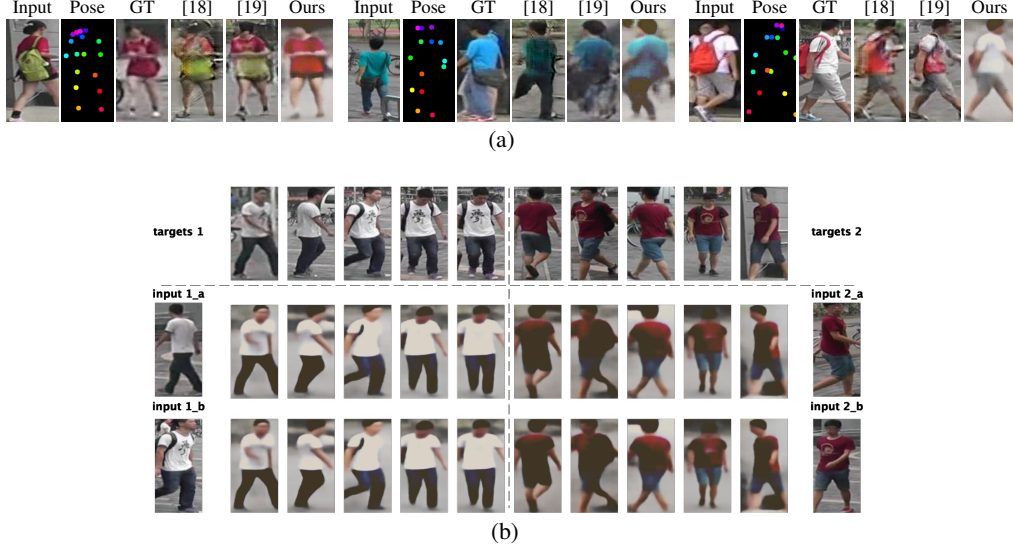 Input Pose GT [18] [19] Ours Input Pose GT [18] [19] Ours Input Pose GT [18] [19] Ours
(a)
targets 1 targets 2
input 1_a input 2_a
input 1_b input 2_b
(b)